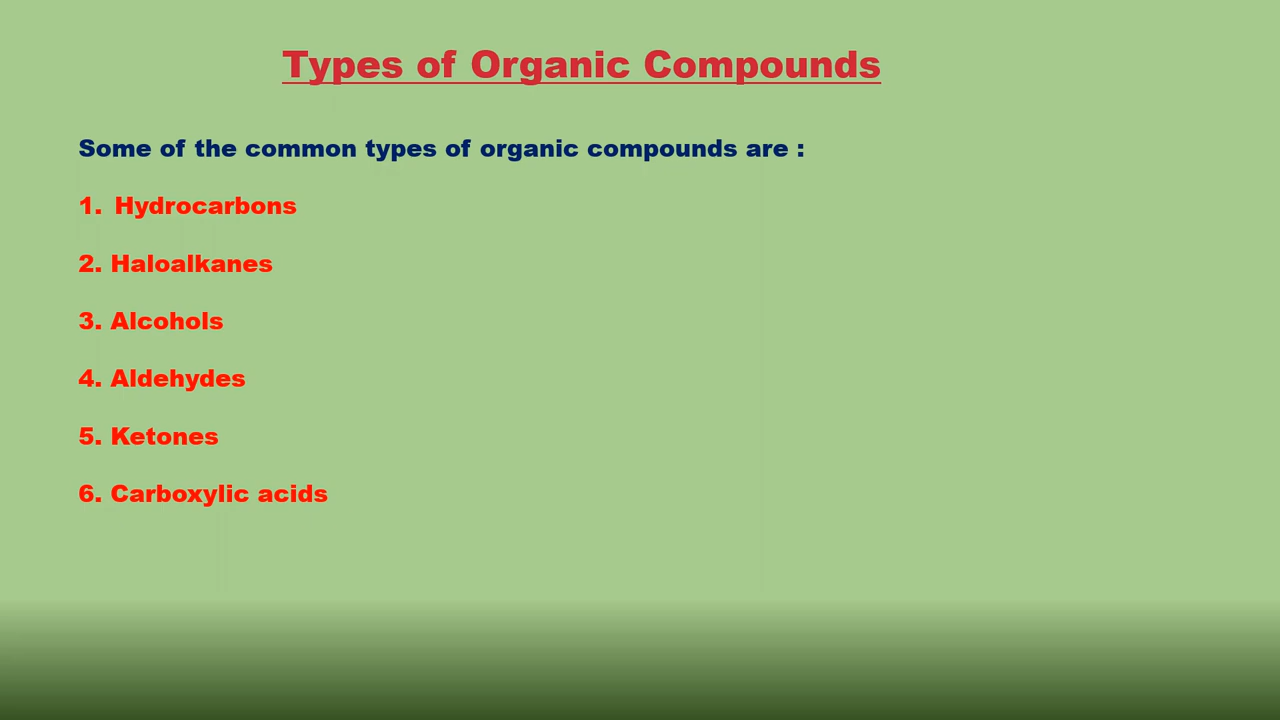 Types of Organic Compounds
Some of the common types of organic compounds are :
1. Hydrocarbons
2. Haloalkanes
3. Alcohols
4. Aldehydes
5. Ketones
6. Carboxylic acids